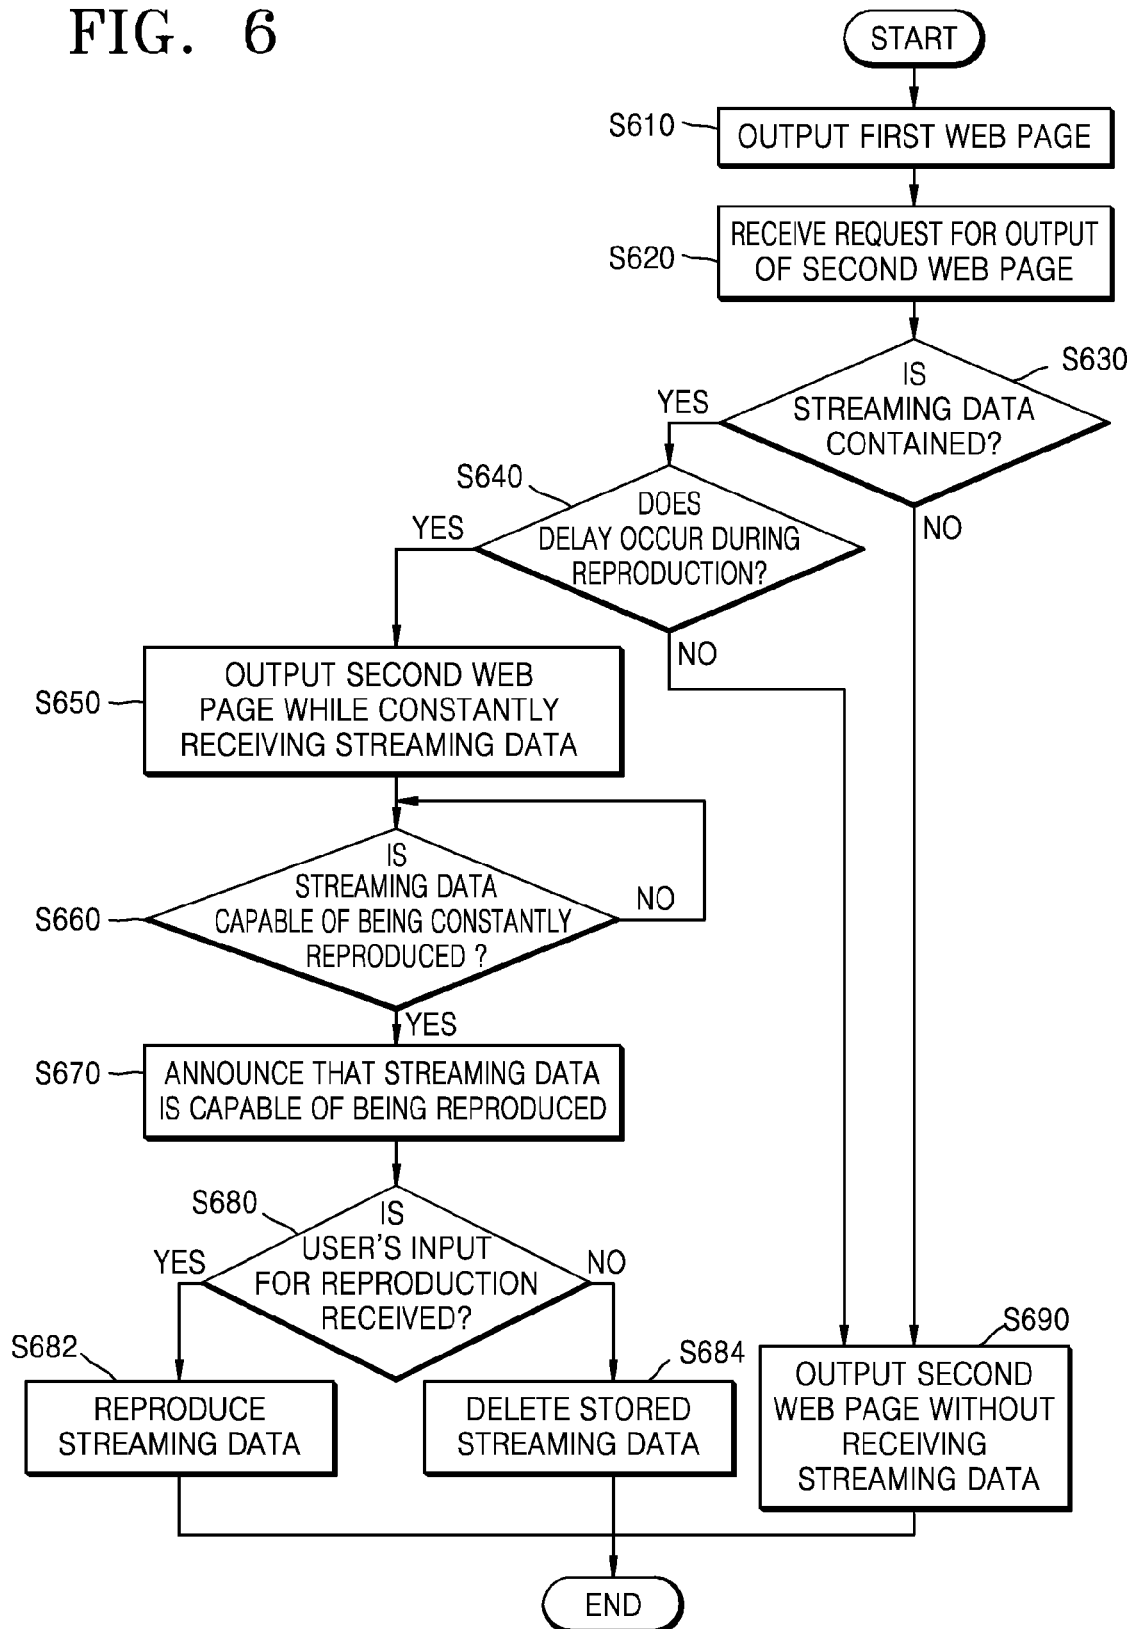 FIG. 6
START
S610
OUTPUT FIRST WEB PAGE
S620
RECEIVE REQUEST FOR OUTPUT
OF SECOND WEB PAGE
S630
IS
STREAMING DATA
CONTAINED?
YES
NO
S640
DOES
DELAY OCCUR DURING
REPRODUCTION?
YES
NO
S650
OUTPUT SECOND WEB
PAGE WHILE CONSTANTLY
RECEIVING STREAMING DATA
S660
IS
STREAMING DATA
CAPABLE OF BEING CONSTANTLY
REPRODUCED ?
NO
YES
S670
ANNOUNCE THAT STREAMING DATA
IS CAPABLE OF BEING REPRODUCED
S680
IS
USER'S INPUT
FOR REPRODUCTION
RECEIVED?
YES
NO
S682
REPRODUCE
STREAMING DATA
S684
DELETE STORED
STREAMING DATA
S690
OUTPUT SECOND
WEB PAGE WITHOUT
RECEIVING
STREAMING DATA
END